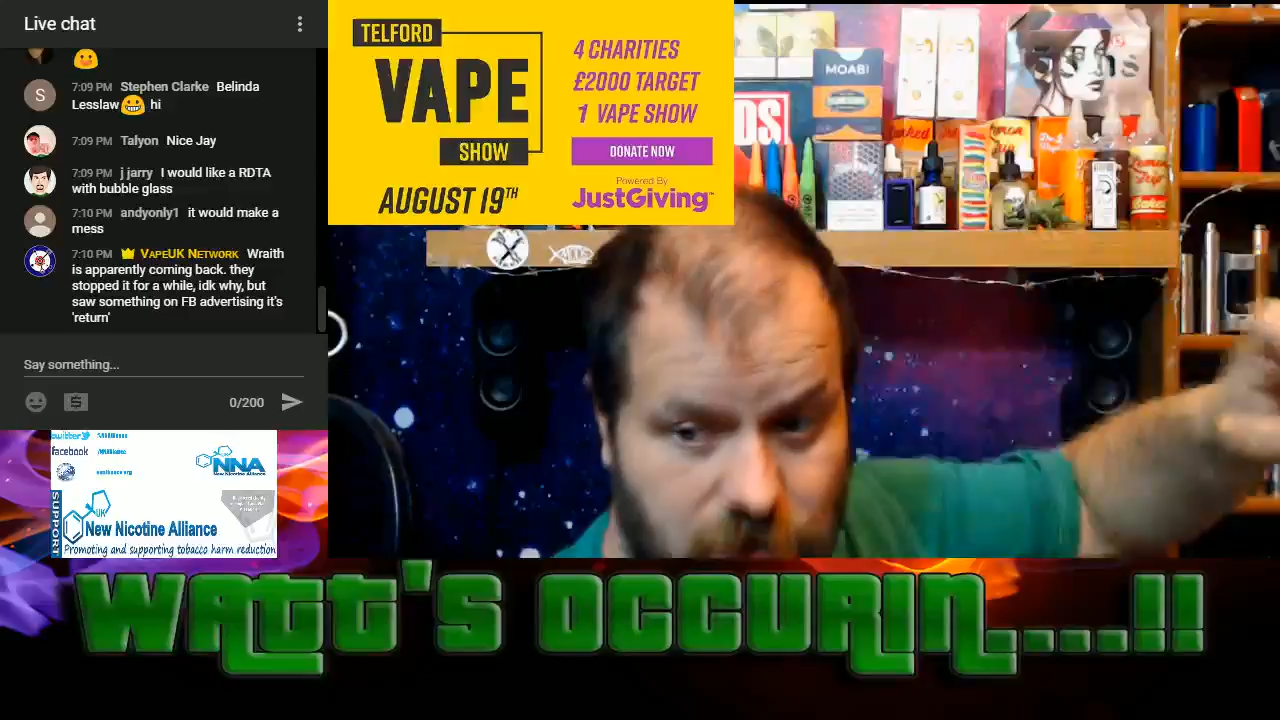 Live chat
7:09 PM Stephen Clarke Belinda
Lesslaw hi
S
7:09 PM Talyon Nice Jay
7:09 PM j jarry I would like a RDTA
with bubble glass
7:10 PM andyonly1 it would make a
mess
7:10 PM VapeUK Network Wraith
is apparently coming back. they
stopped it for a while, idk why, but
saw something on FB advertising it's
'return'
Say something...
0/200
TELFORD
VAPE
SHOW
AUGUST 19TH
4 CHARITIES
£2000 TARGET
1 VAPE SHOW
DONATE NOW
Powered By
JustGiving™
MOABI
DS
twitter
facebook
NNA
New Nicotine Alliance
SUPPORT
UK
New Nicotine Alliance
Promoting and supporting tobacco harm reduction
WATT'S OCCURIN....!!